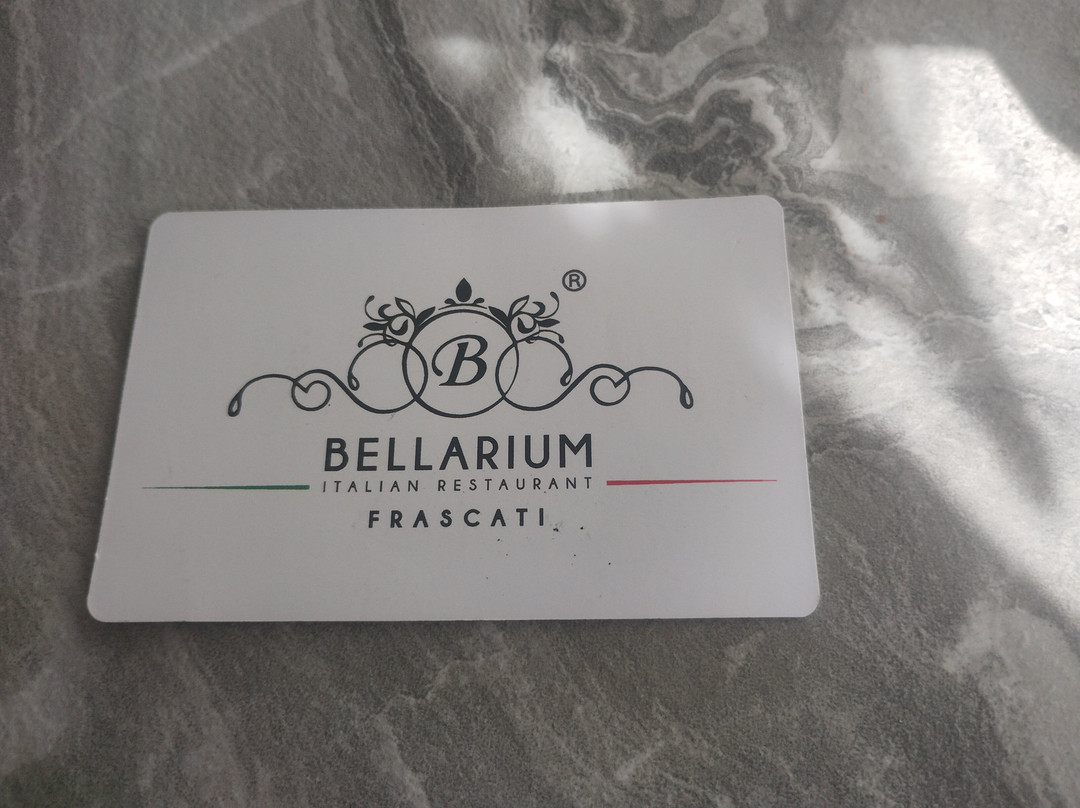 ®
B
BELLARIUM
ITALIAN RESTAURANT
FRASCATI